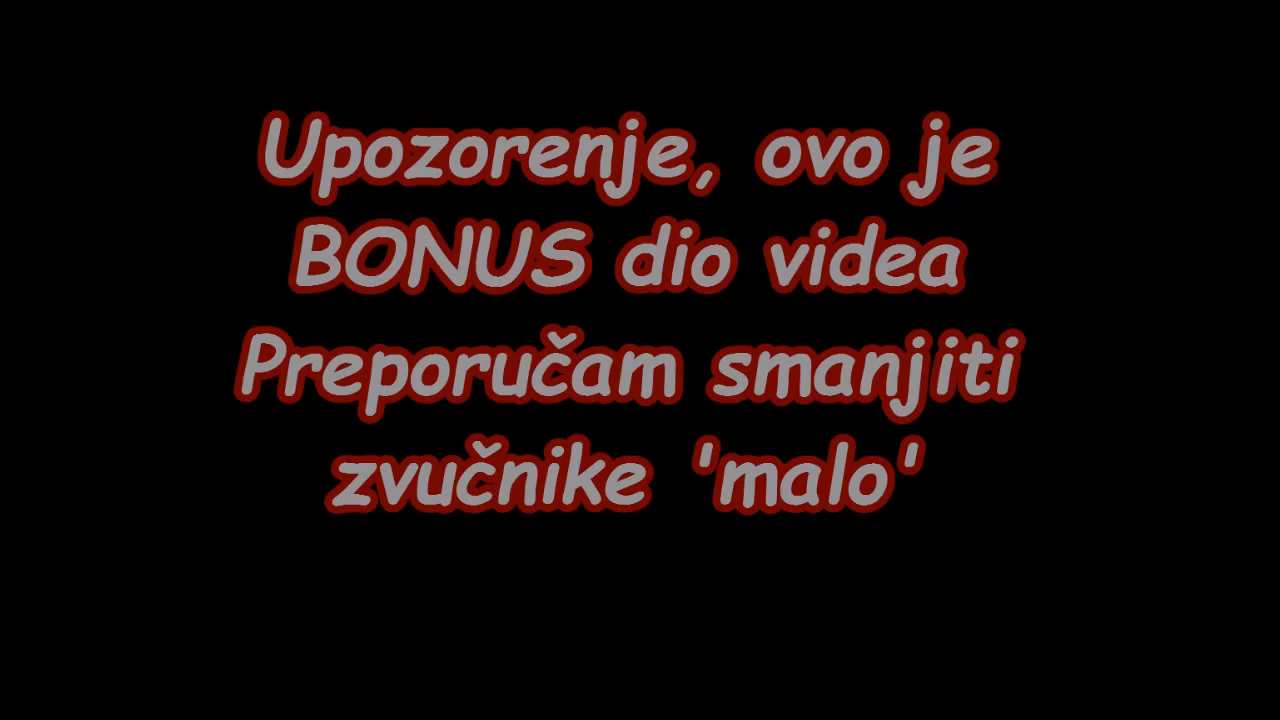 Upozorenje, ovo je
BONUS dio videa
Preporučam smanjiti
zvučnike 'malo'